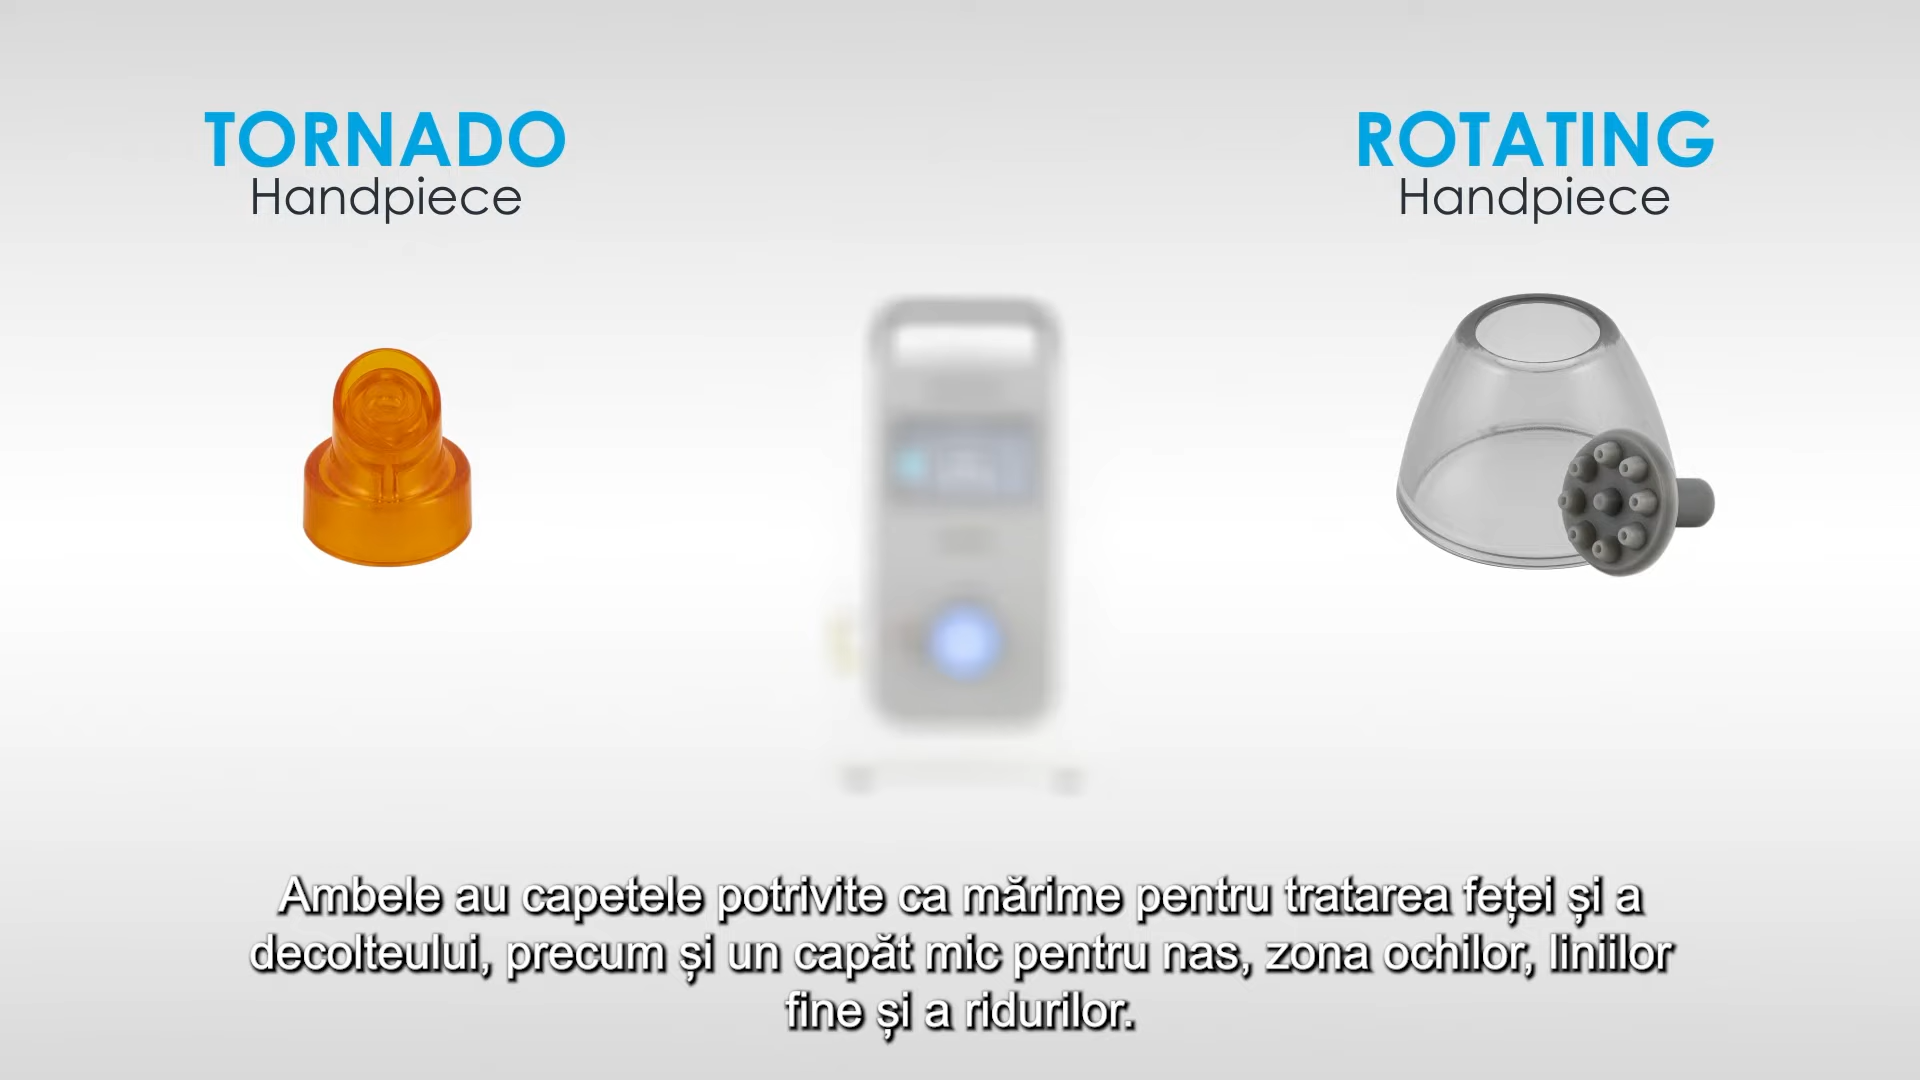 TORNADO
Handpiece
ROTATING
Handpiece
Ambele au capetele potrivite ca mărime pentru tratarea feței și a
decolteului, precum și un capăt mic pentru nas, zona ochilor, liniilor
fine și a ridurilor.